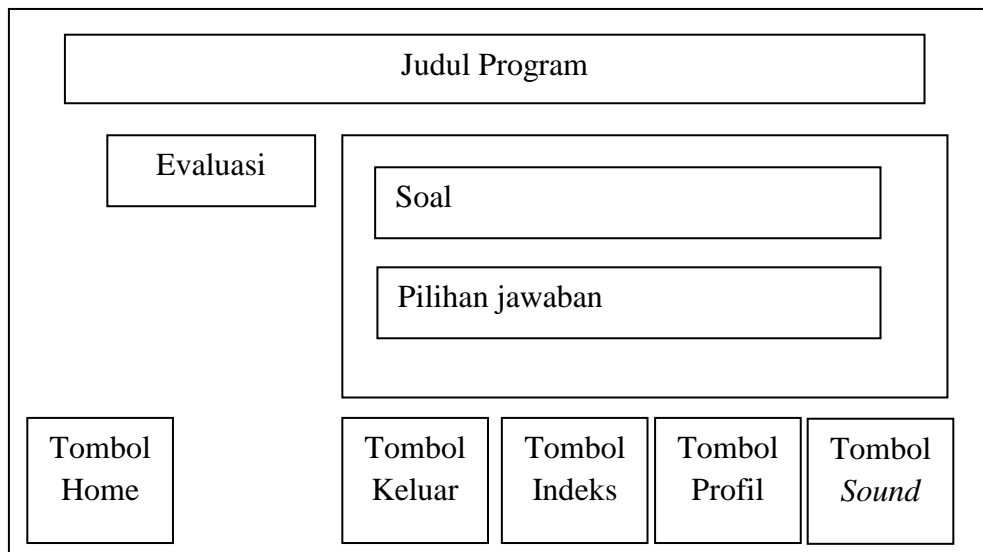 Judul Program
Evaluasi
Soal
Pilihan jawaban
Tombol
Home
Tombol
Keluar
Tombol
Indeks
Tombol
Profil
Tombol
Sound